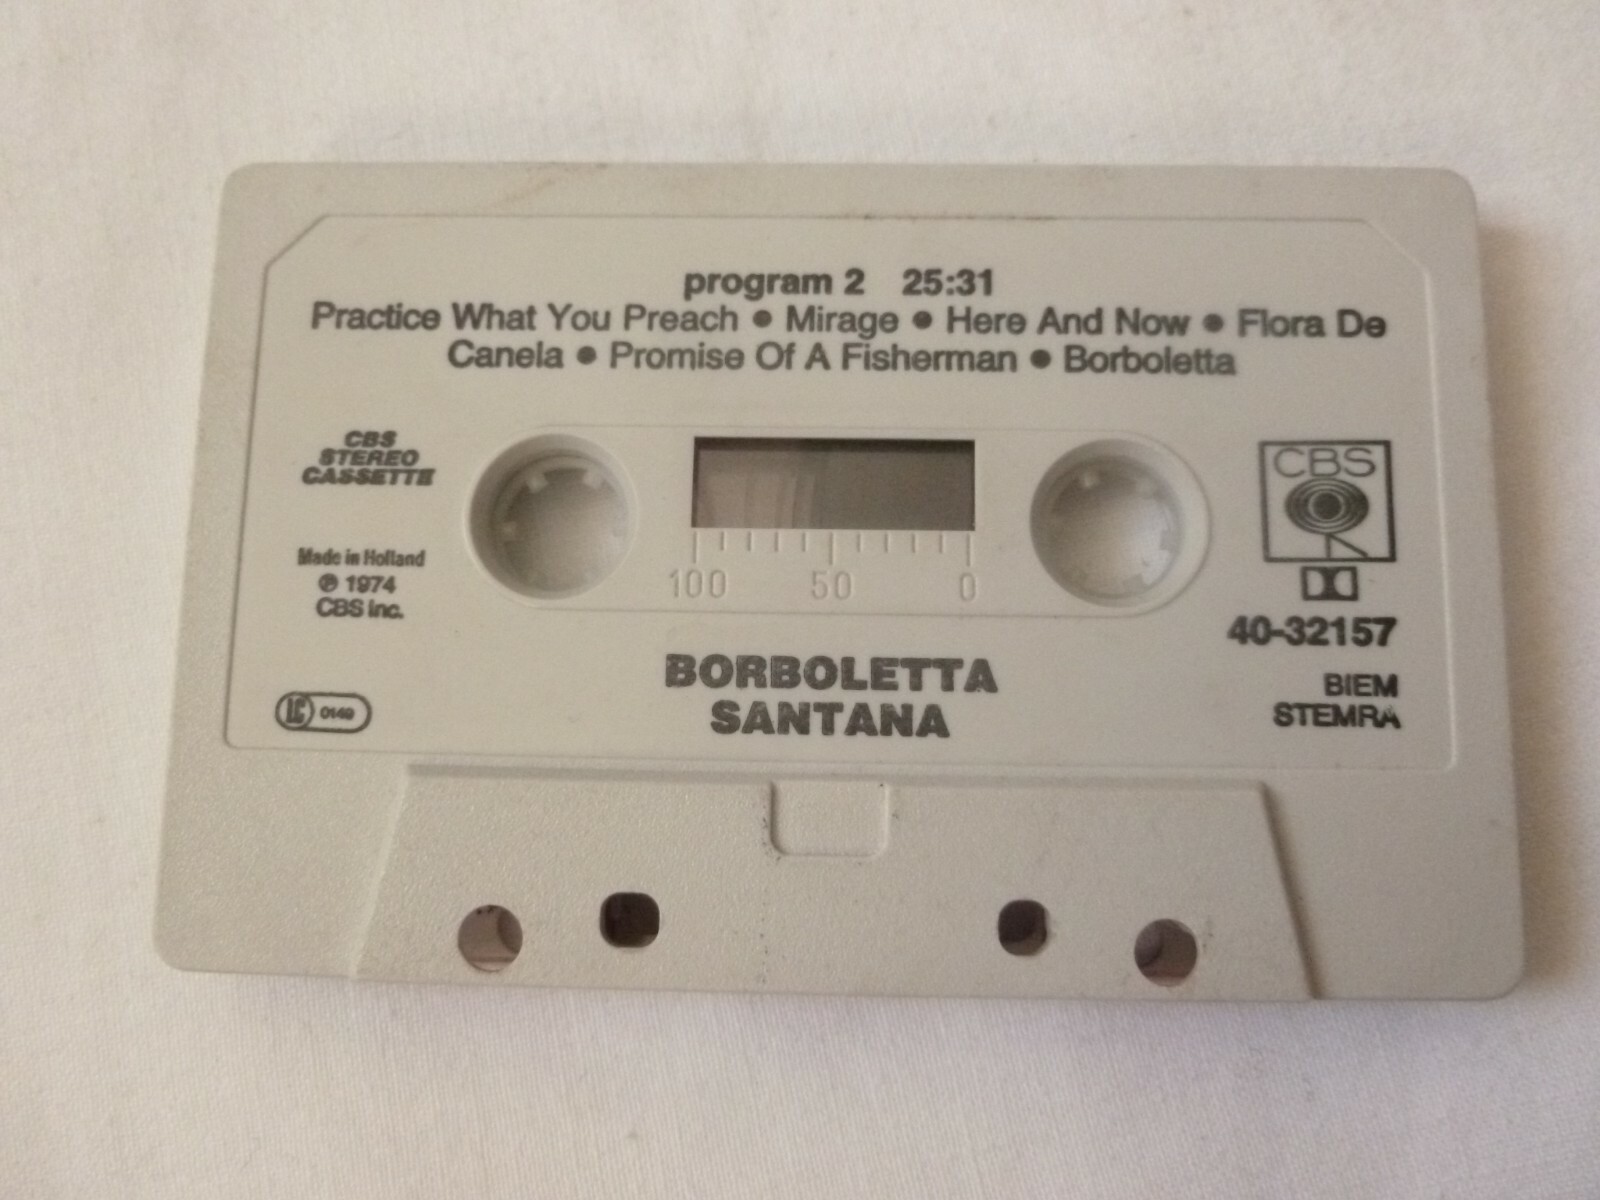 program 2 25:31
Practice What You Preach • Mirage • Here And Now • Flora De
Canela • Promise Of A Fisherman • Borboletta
CBS
STEREO
CASSETTE
Made in Holland
℗ 1974
CBS Inc.
LC 0149
100 50 0
CBS
40-32157
BIEM
STEMRA
BORBOLETTA
SANTANA